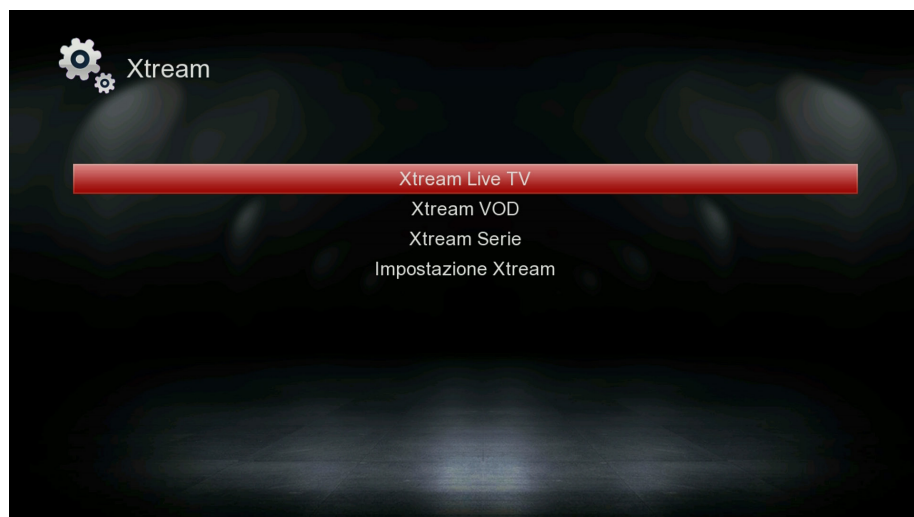 Xtream
Xtream Live TV
Xtream VOD
Xtream Serie
Impostazione Xtream